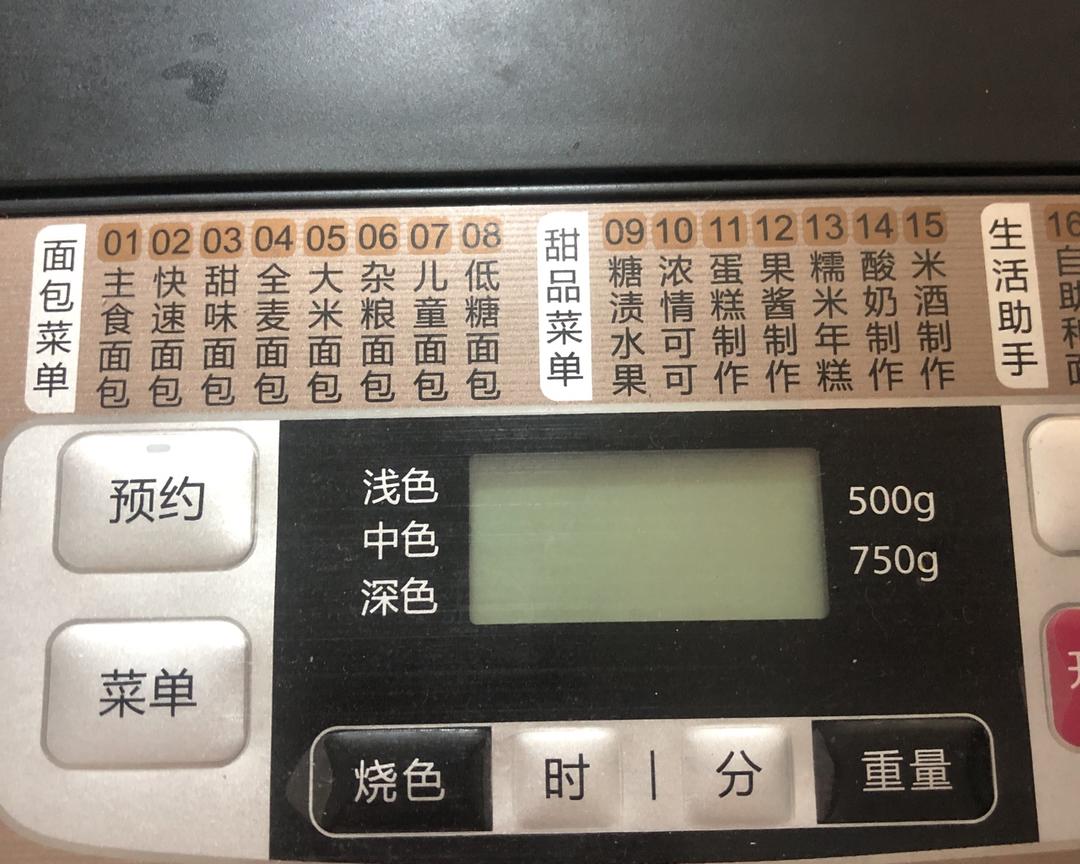 面包菜单
01 主食面包
02 快速面包
03 甜味面包
04 全麦面包
05 大米面包
06 杂粮面包
07 儿童面包
08 低糖面包
甜品菜单
09 糖渍水果
10 浓情可可
11 蛋糕制作
12 果酱制作
13 糯米年糕
14 酸奶制作
15 米酒制作
生活助手
16 自助和面
预约
菜单
浅色
中色
深色
500g
750g
烧色
时
|
分
重量